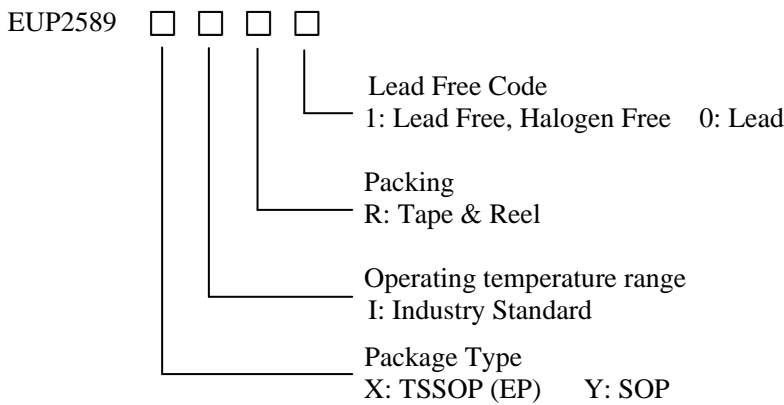 EUP2589 □ □ □ □
Lead Free Code
1: Lead Free, Halogen Free 0: Lead
Packing
R: Tape & Reel
Operating temperature range
I: Industry Standard
Package Type
X: TSSOP (EP) Y: SOP